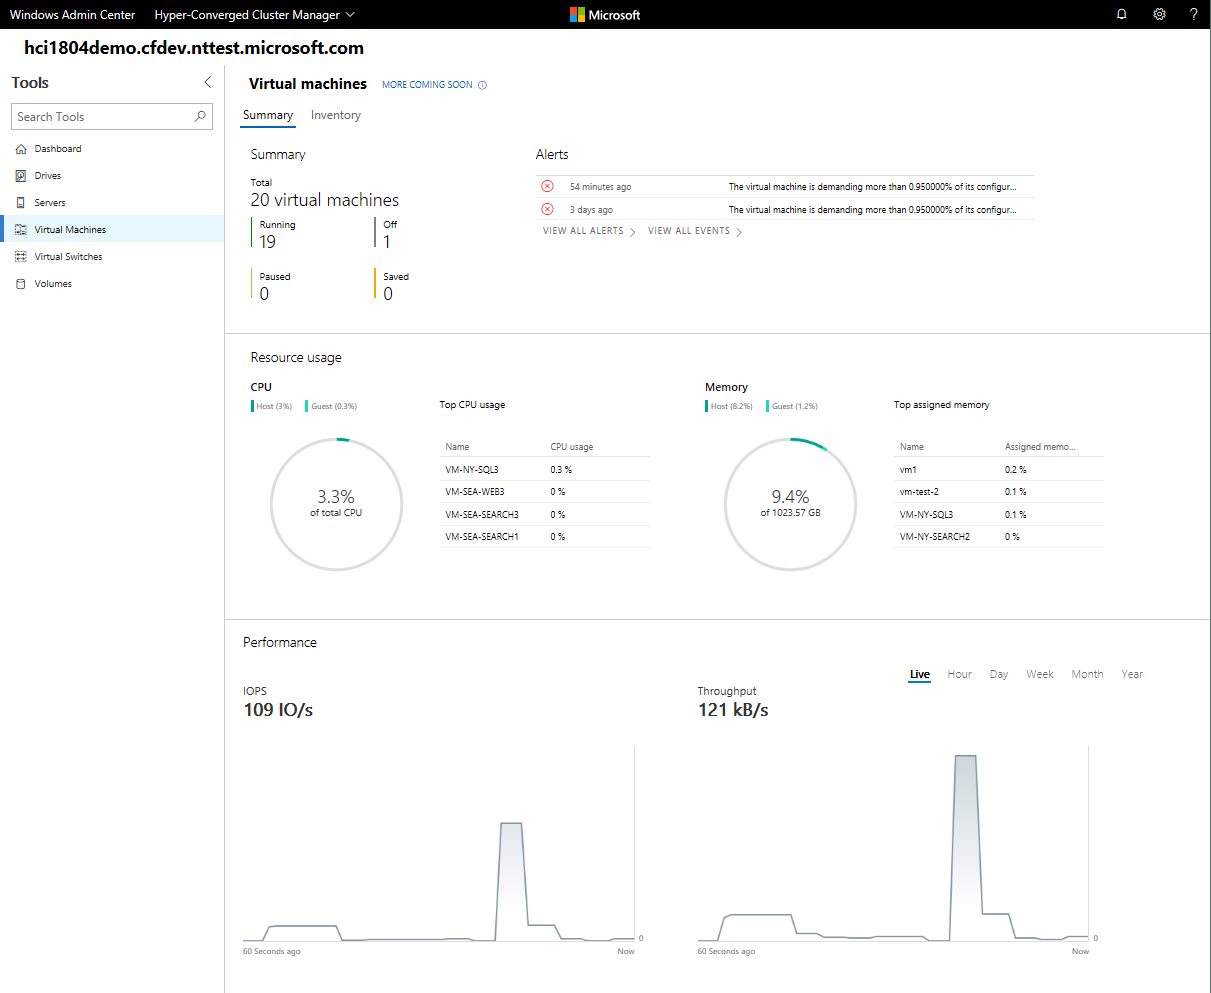 Windows Admin Center Hyper-Converged Cluster Manager Microsoft ?
hci1804demo.cfdev.nttest.microsoft.com
Tools
Search Tools
Dashboard
Drives
Servers
Virtual Machines
Virtual Switches
Volumes
Virtual machines MORE COMING SOON
Summary Inventory
Summary
Total
20 virtual machines
Running Off
19 1
Paused Saved
0 0
Alerts
54 minutes ago The virtual machine is demanding more than 0.950000% of its configur...
3 days ago The virtual machine is demanding more than 0.950000% of its configur...
VIEW ALL ALERTS VIEW ALL EVENTS
Resource usage
CPU
Host (3%) Guest (0.3%)
3.3%
of total CPU
Top CPU usage
Name CPU usage
VM-NY-SQL3 0.3 %
VM-SEA-WEB3 0 %
VM-SEA-SEARCH3 0 %
VM-SEA-SEARCH1 0 %
Memory
Host (8.2%) Guest (1.2%)
9.4%
of 1023.57 GB
Top assigned memory
Name Assigned memo...
vm1 0.2 %
vm-test-2 0.1 %
VM-NY-SQL3 0.1 %
VM-NY-SEARCH2 0 %
Performance
Live Hour Day Week Month Year
IOPS
109 IO/s
0
60 Seconds ago Now
Throughput
121 kB/s
0
60 Seconds ago Now